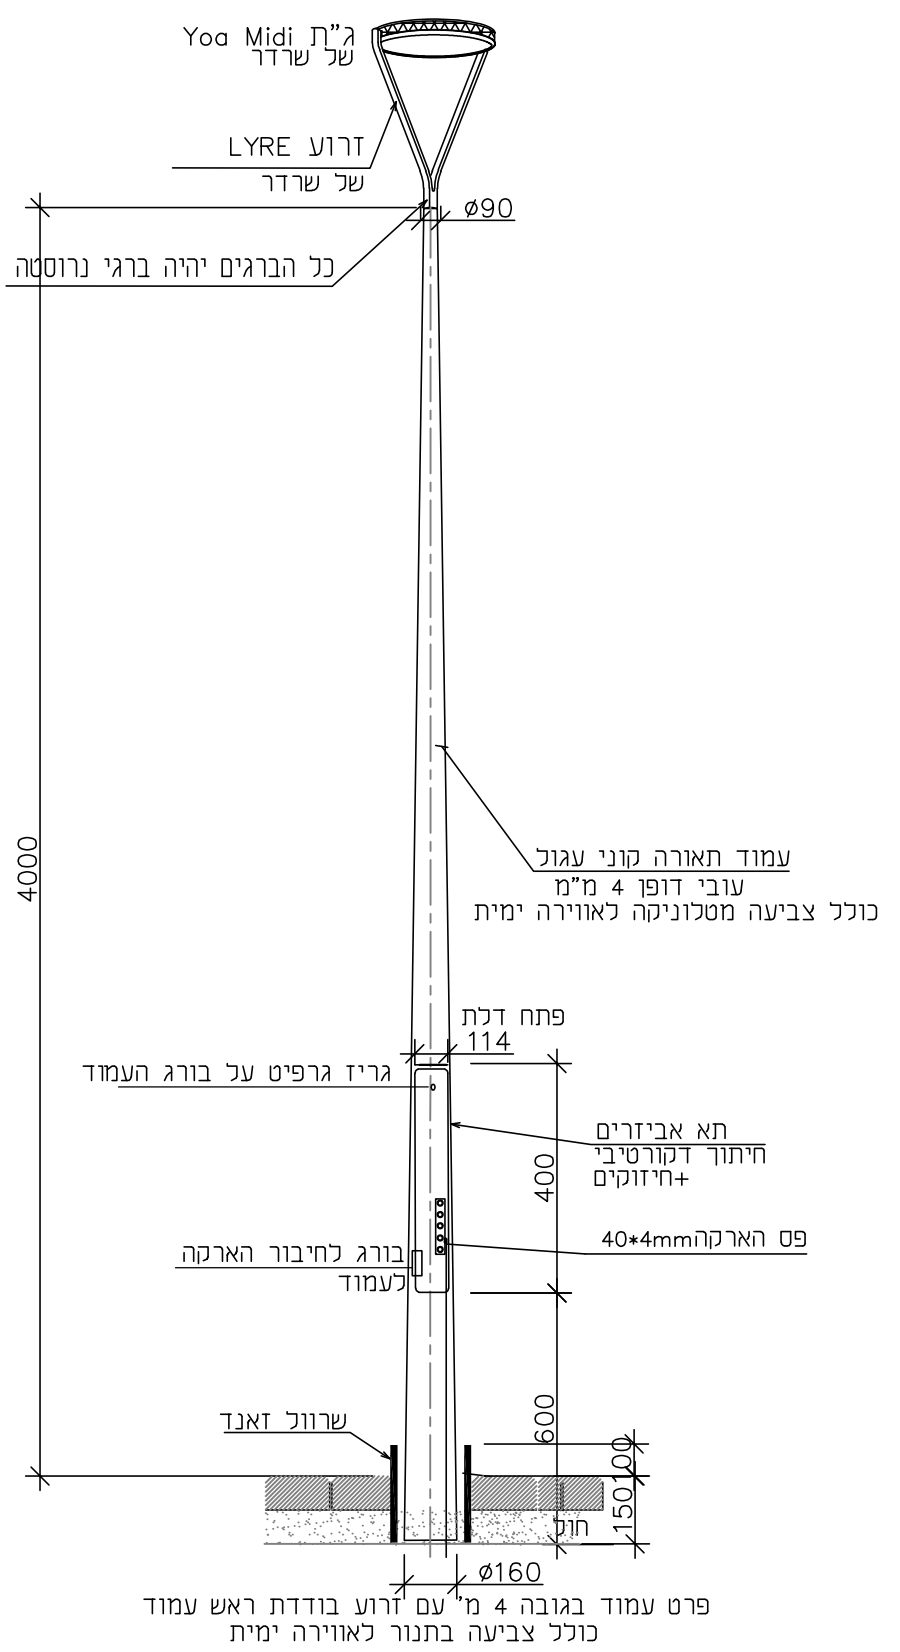 ג"ת Yoa Midi
של שרדר
זרוע LYRE
של שרדר
ø90
כל הברגים יהיה ברגי נרוסטה
4000
עמוד תאורה קוני עגול
עובי דופן 4 מ"מ
כולל צביעה מטלוניקה לאווירה ימית
פתח דלת
114
גריז גרפיט על בורג העמוד
תא אביזרים
חיתוך דקורטיבי
+חיזוקים
400
פס הארקה40*4mm
בורג לחיבור הארקה
לעמוד
600
שרוול זאנד
100
150
חול
ø160
פרט עמוד בגובה 4 מ' עם זרוע בודדת ראש עמוד
כולל צביעה בתנור לאווירה ימית